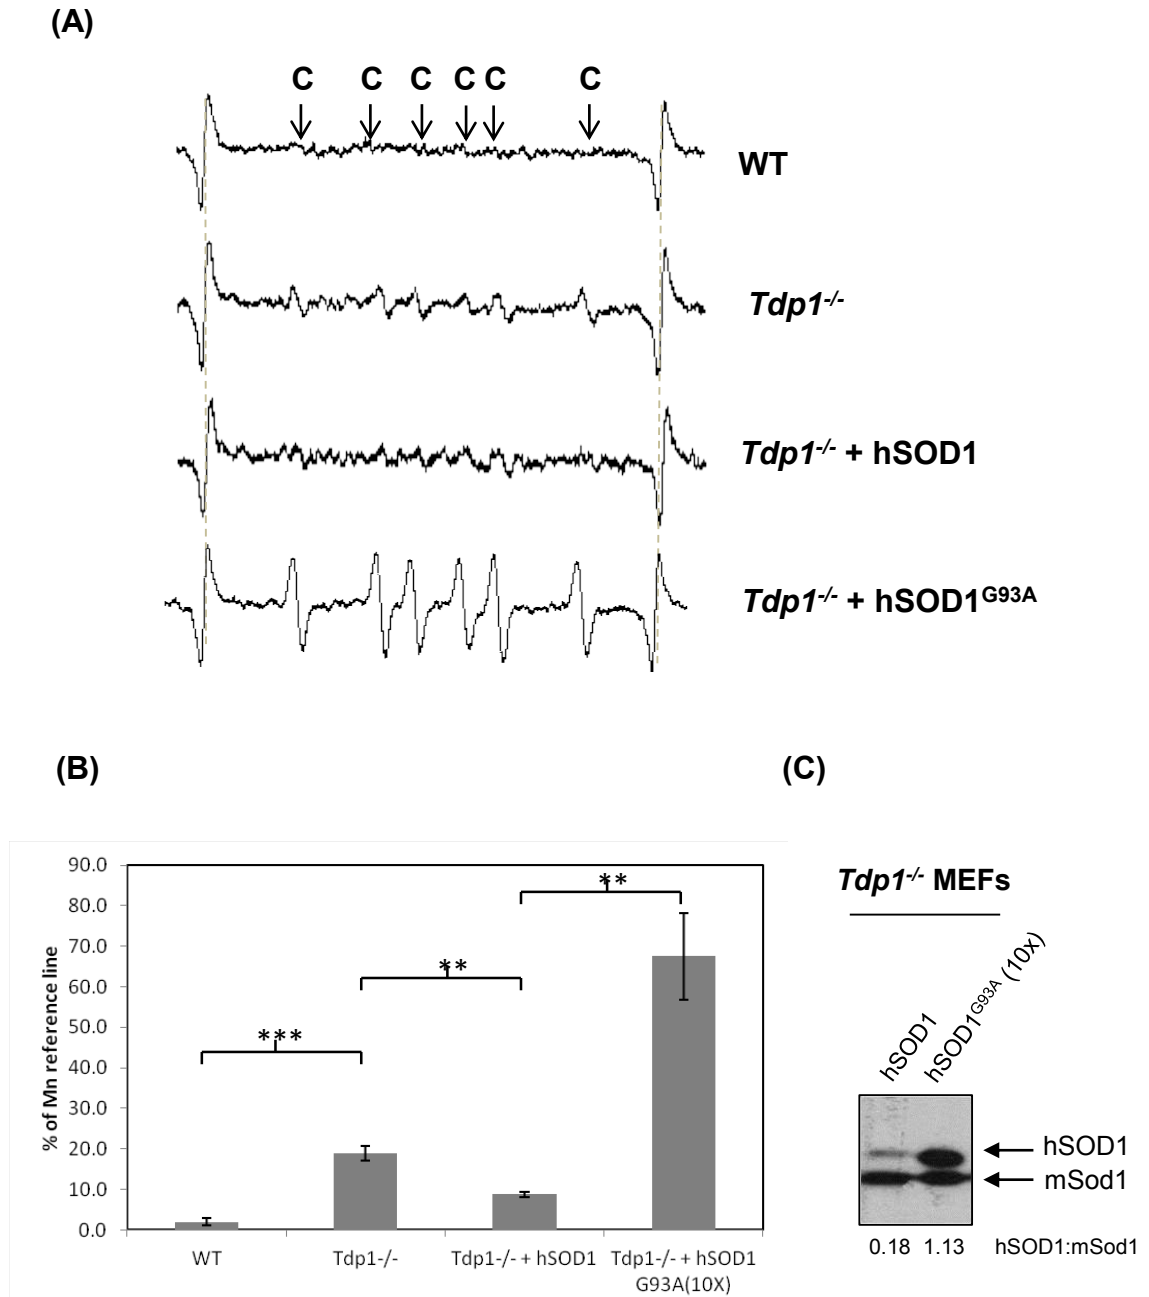 (A)
C C C C C C
WT
Tdp1-/-
Tdp1-/- + hSOD1
Tdp1-/- + hSOD1G93A
(B)
(C)
% of Mn reference line
90.0
80.0
70.0
60.0
50.0
40.0
30.0
20.0
10.0
0.0
***
**
**
WT
Tdp1-/-
Tdp1-/- + hSOD1
Tdp1-/- + hSOD1
G93A(10X)
Tdp1-/- MEFs
hSOD1
hSOD1G93A (10x)
hSOD1
mSod1
0.18 1.13 hSOD1:mSod1